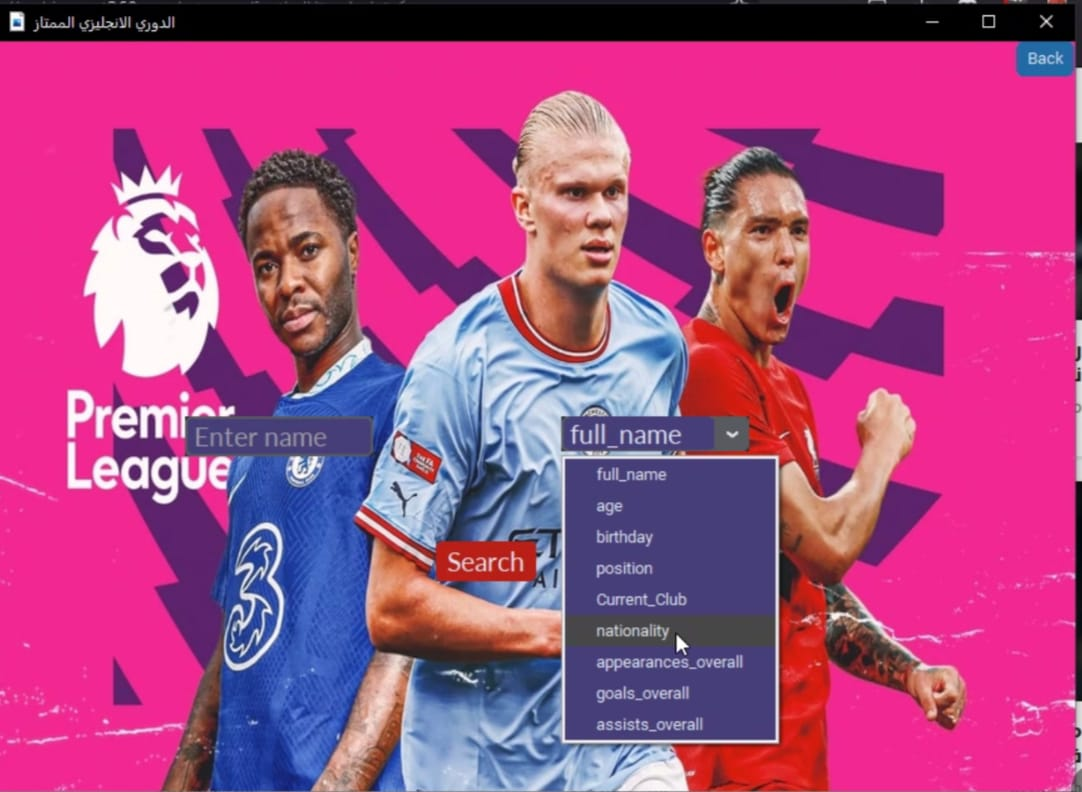 الدوري الانجليزي الممتاز
Back
Premier
League
Enter name
full_name
full_name
age
birthday
position
Current_Club
nationality
appearances_overall
goals_overall
assists_overall
Search
3